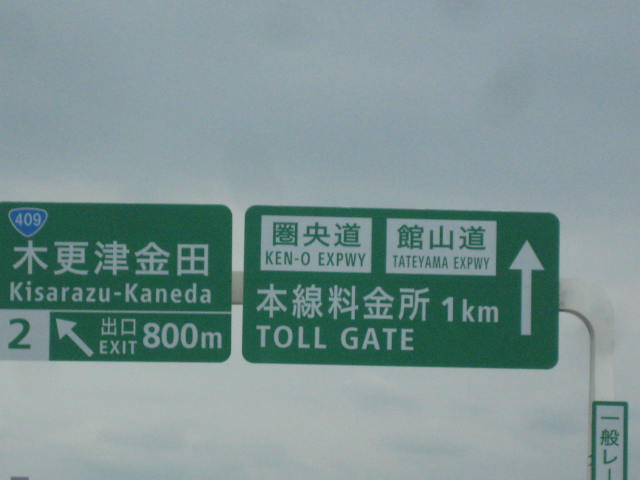 409
木更津金田
Kisarazu-Kaneda
2
出口
EXIT
800m
圏央道
KEN-O EXPWY
館山道
TATEYAMA EXPWY
本線料金所 1km
TOLL GATE
一般レー